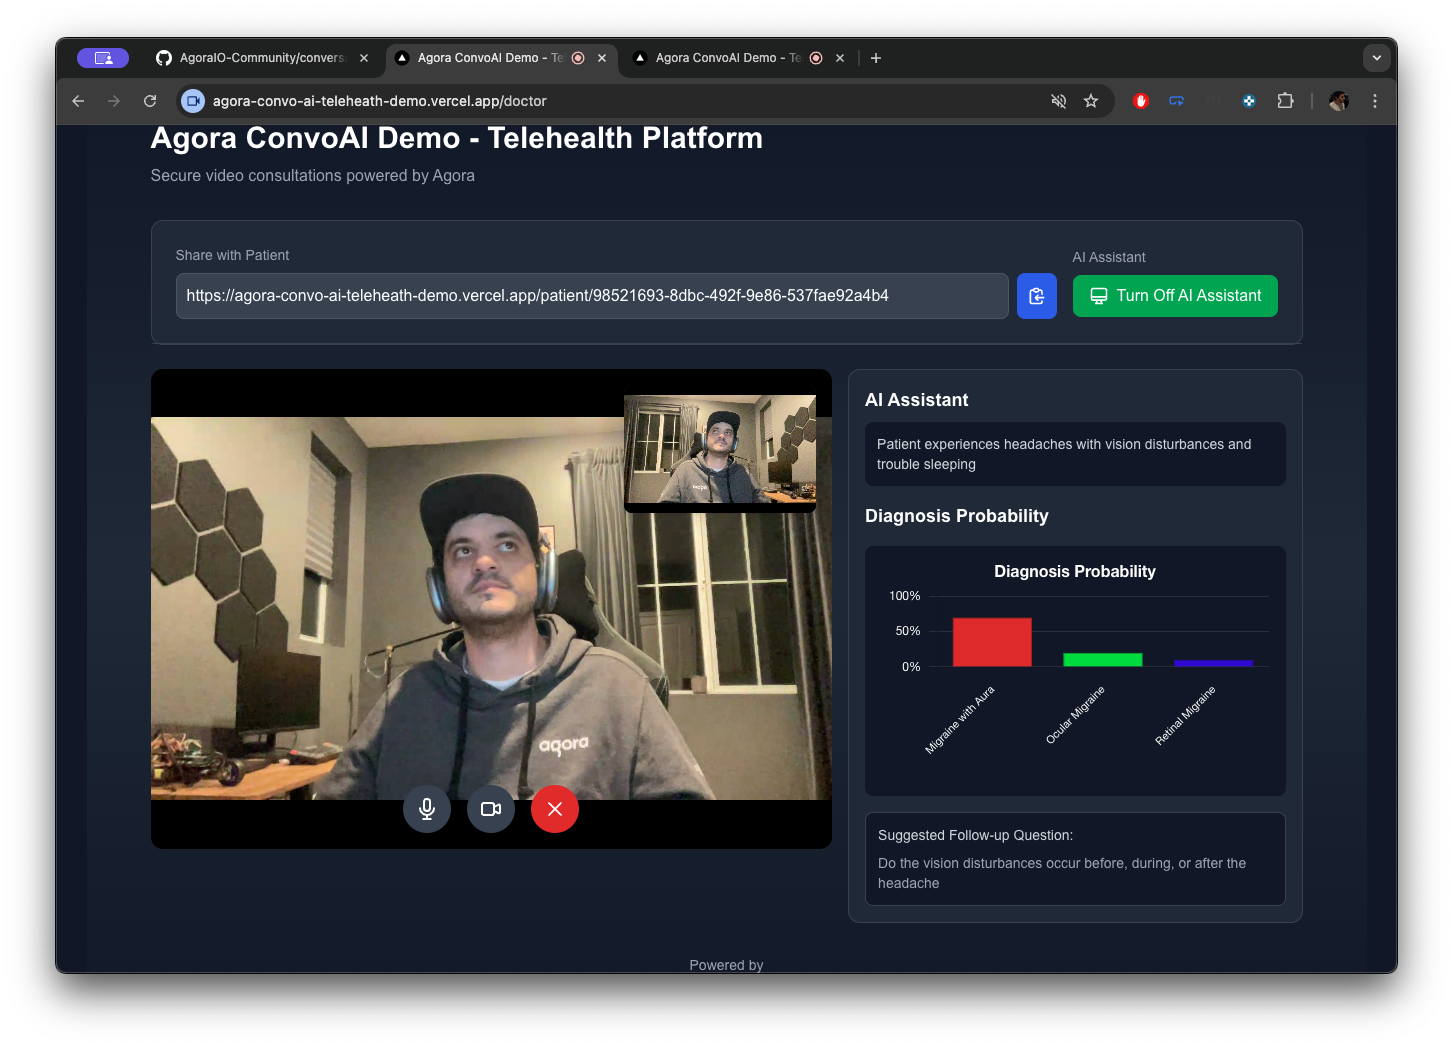 AgoraIO-Community/convers
Agora ConvoAI Demo - Te
Agora ConvoAI Demo - Te
agora-convo-ai-teleheath-demo.vercel.app/doctor
Agora ConvoAI Demo - Telehealth Platform
Secure video consultations powered by Agora
Share with Patient
AI Assistant
https://agora-convo-ai-teleheath-demo.vercel.app/patient/98521693-8dbc-492f-9e86-537fae92a4b4
Turn Off AI Assistant
agora
AI Assistant
Patient experiences headaches with vision disturbances and
trouble sleeping
Diagnosis Probability
Diagnosis Probability
100%
50%
0%
Migraine with Aura
Ocular Migraine
Retinal Migraine
Suggested Follow-up Question:
Do the vision disturbances occur before, during, or after the
headache
Powered by